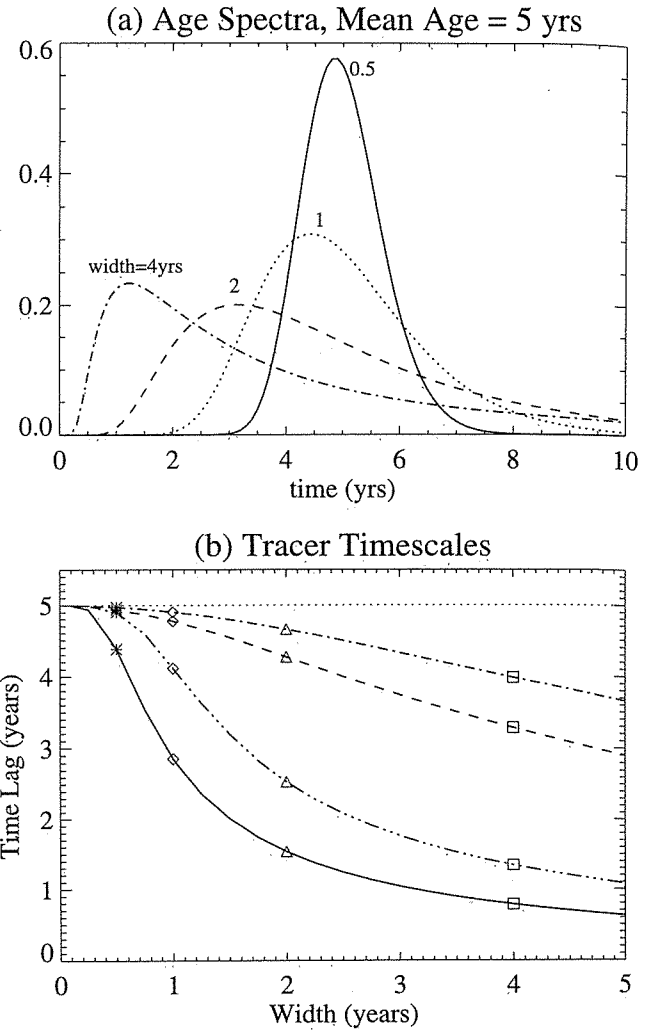 (a) Age Spectra, Mean Age = 5 yrs
0.6
0.5
0.4
1
width=4yrs
2
0.2
0.0
0 2 4 6 8 10
time (yrs)
(b) Tracer Timescales
5
4
3
2
1
0
Time Lag (years)
0 1 2 3 4 5
Width (years)